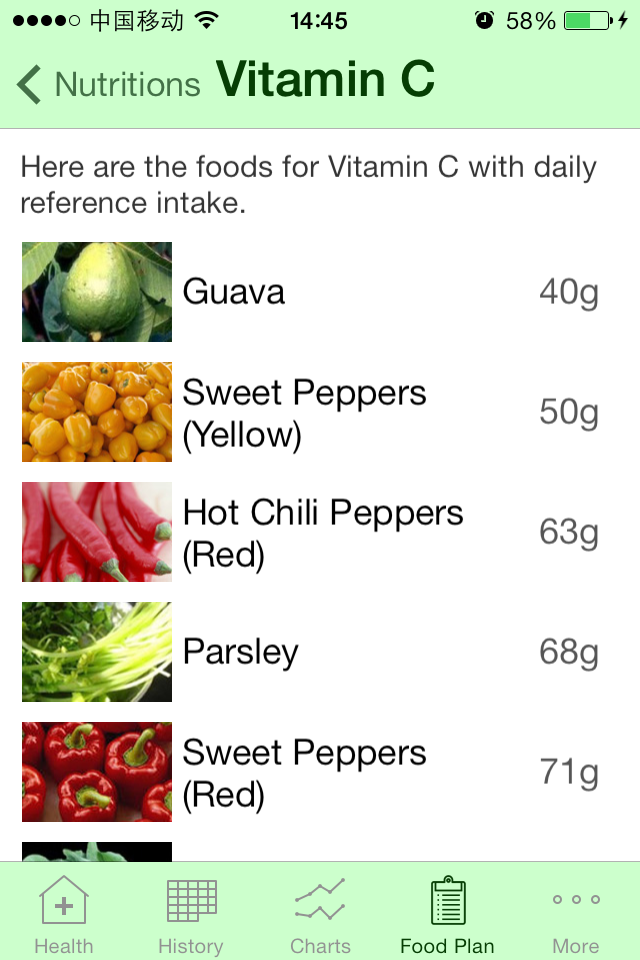 中国移动 14:45 58%
Nutritions Vitamin C
Here are the foods for Vitamin C with daily
reference intake.
Guava 40g
Sweet Peppers
(Yellow) 50g
Hot Chili Peppers
(Red) 63g
Parsley 68g
Sweet Peppers
(Red) 71g
Health History Charts Food Plan More